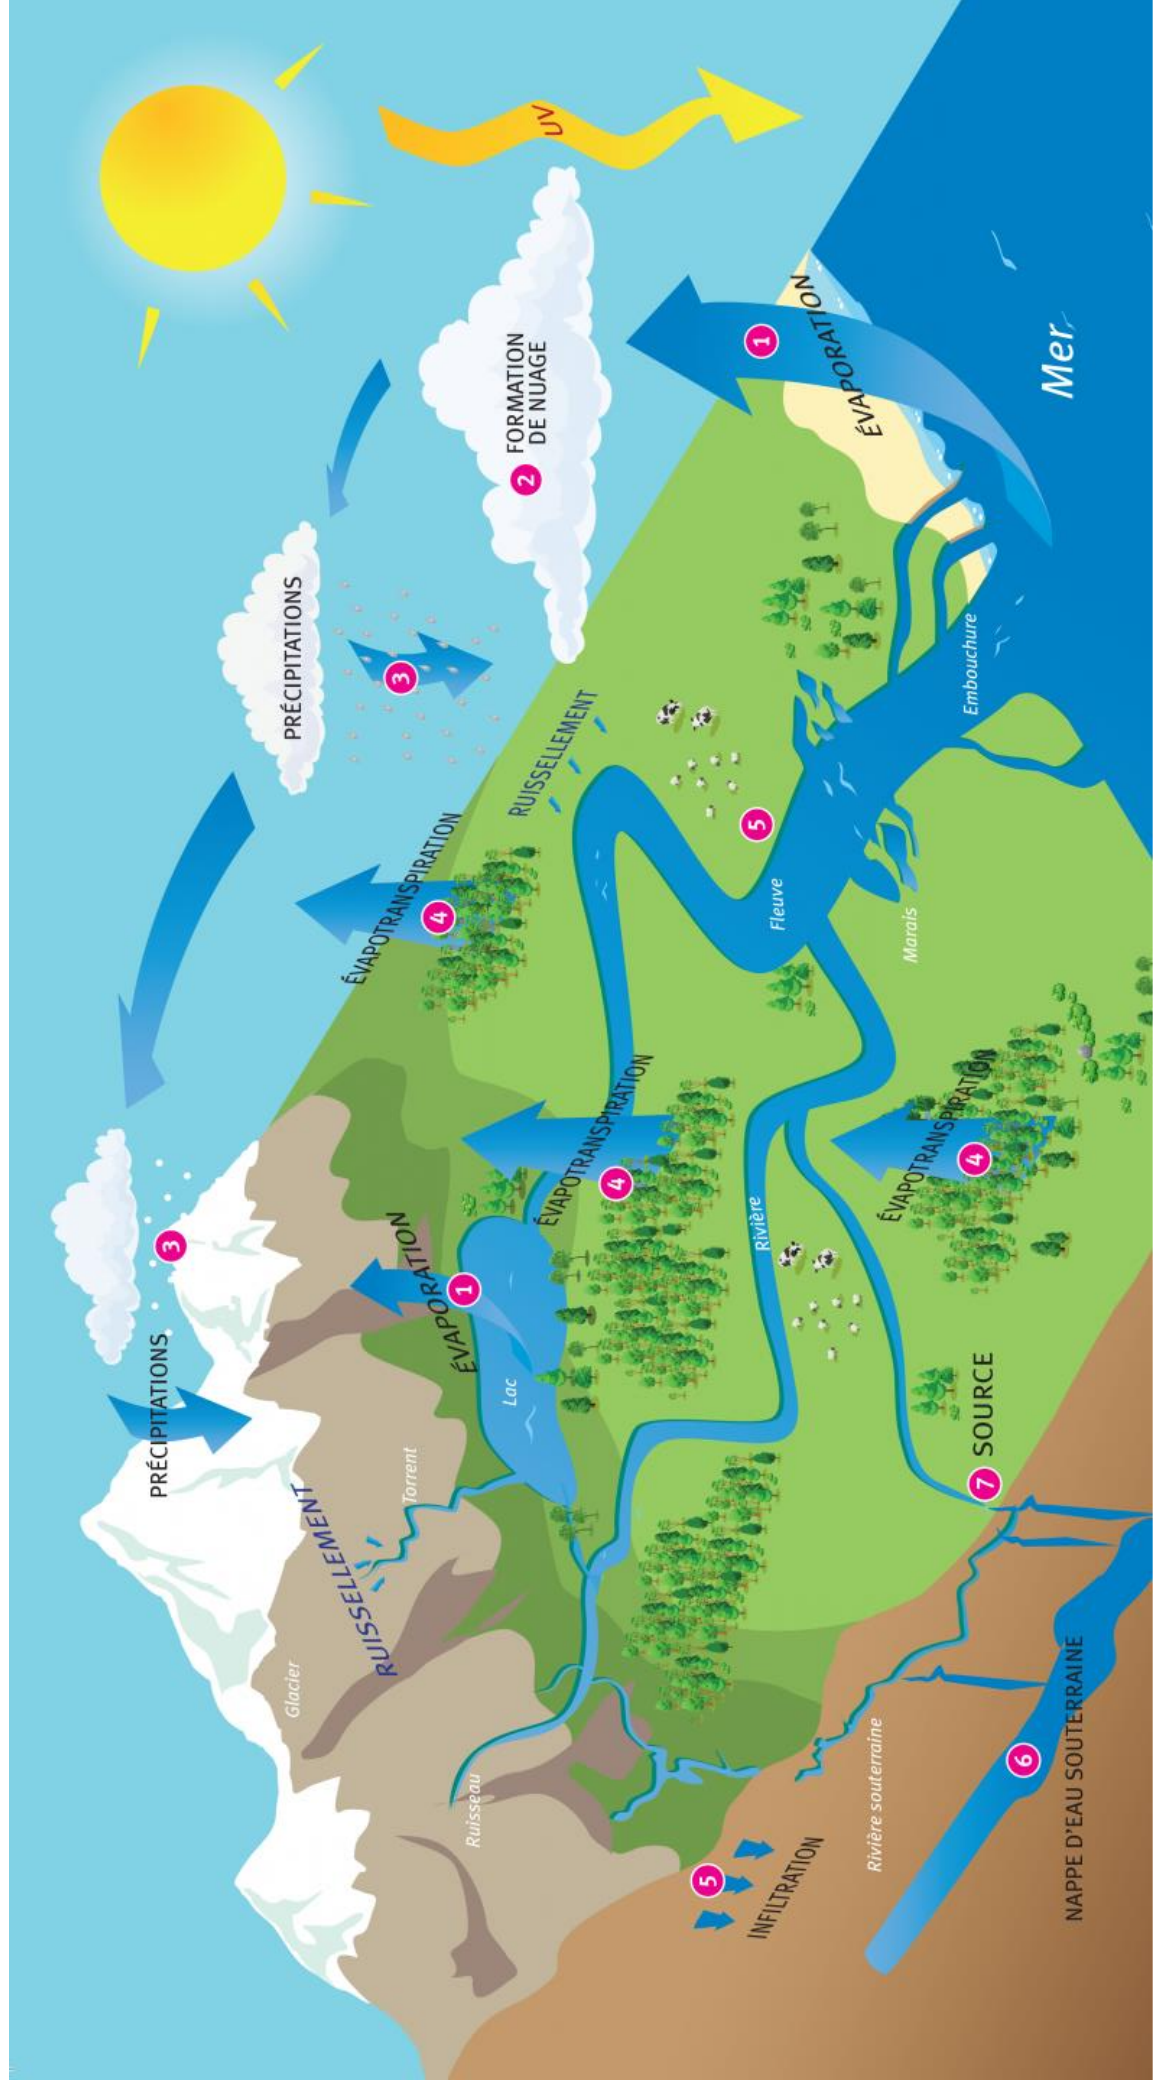 PRÉCIPITATIONS
3
RUISSELLEMENT
Glacier
Torrent
Ruisseau
ÉVAPORATION
1
Lac
PRÉCIPITATIONS
3
2
FORMATION
DE NUAGE
UV
ÉVAPOTRANSPIRATION
4
RUISSELLEMENT
ÉVAPOTRANSPIRATION
4
5
INFILTRATION
Rivière
Fleuve
5
1
ÉVAPORATION
Rivière souterraine
ÉVAPOTRANSPIRATION
4
Marais
Embouchure
7
SOURCE
6
NAPPE D'EAU SOUTERRAINE
Mer